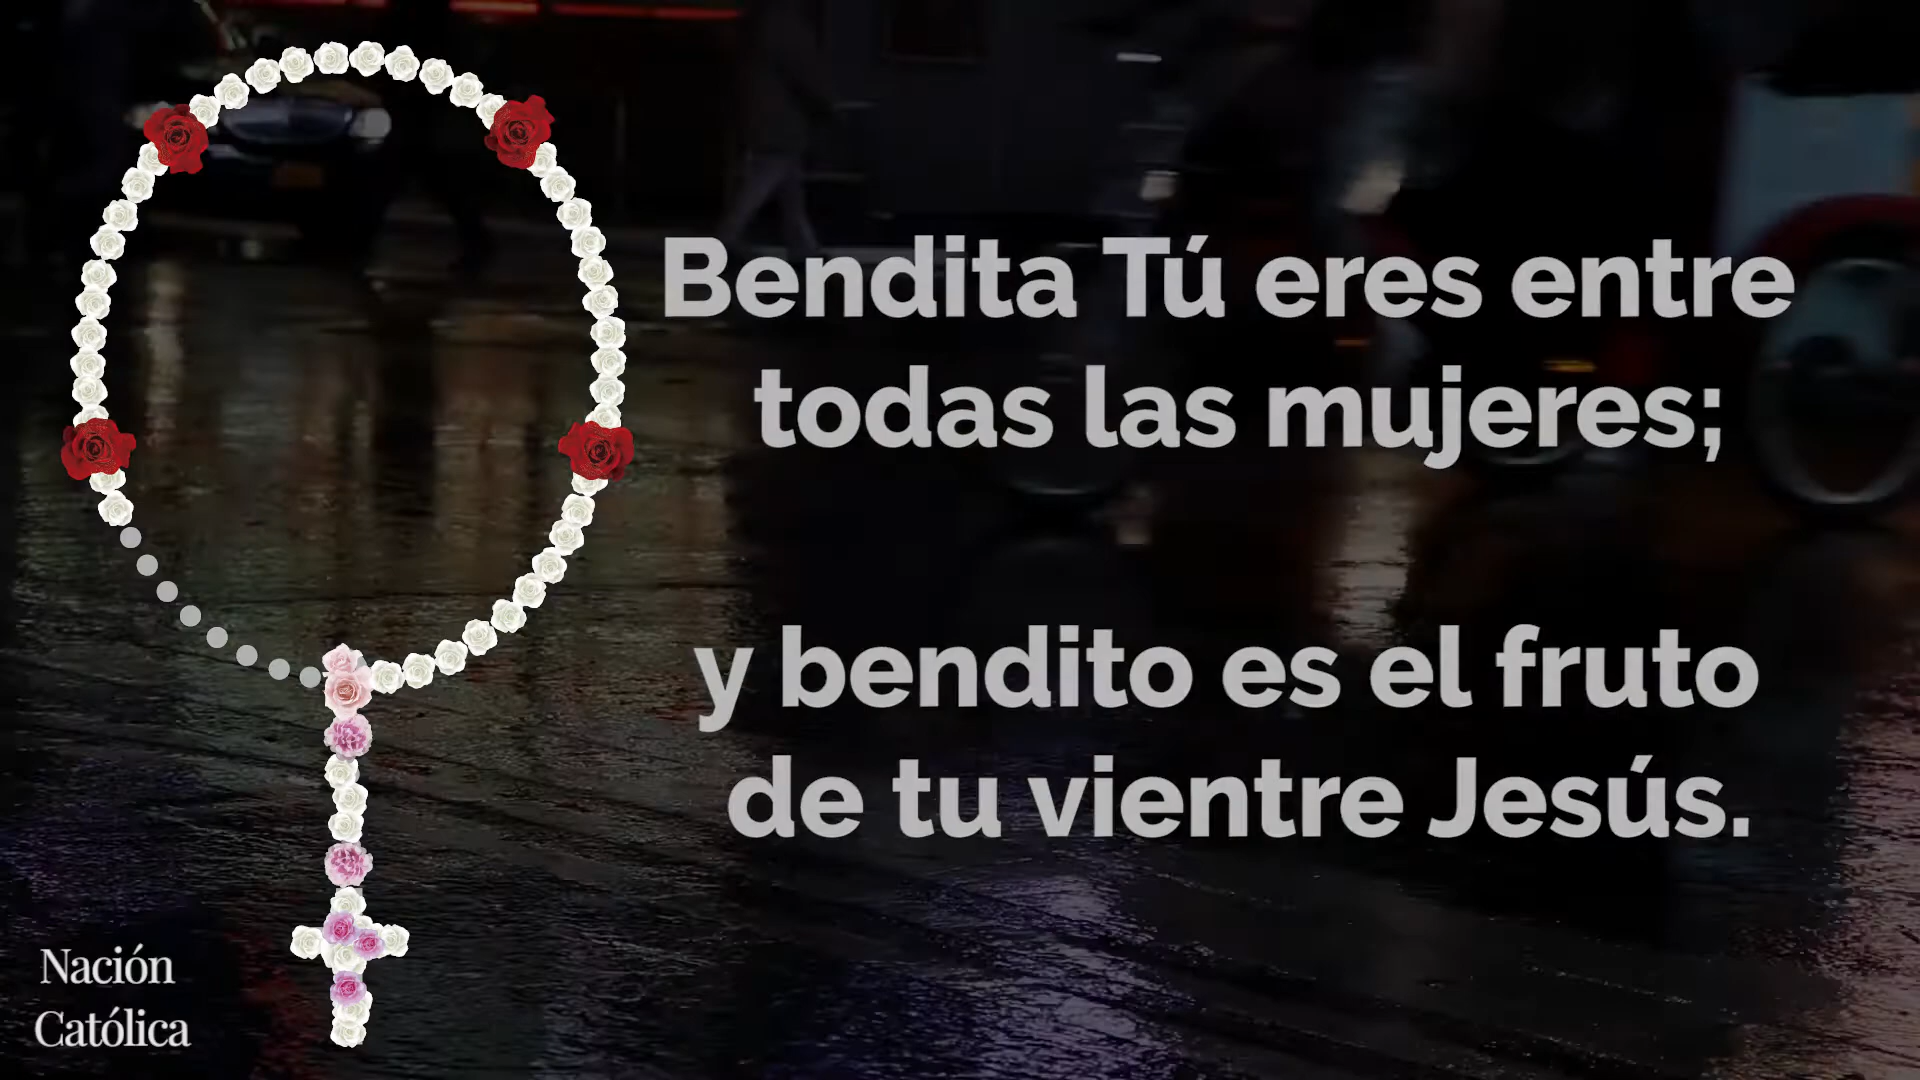 Bendita Tú eres entre
todas las mujeres;
y bendito es el fruto
de tu vientre Jesús.
Nación
Católica